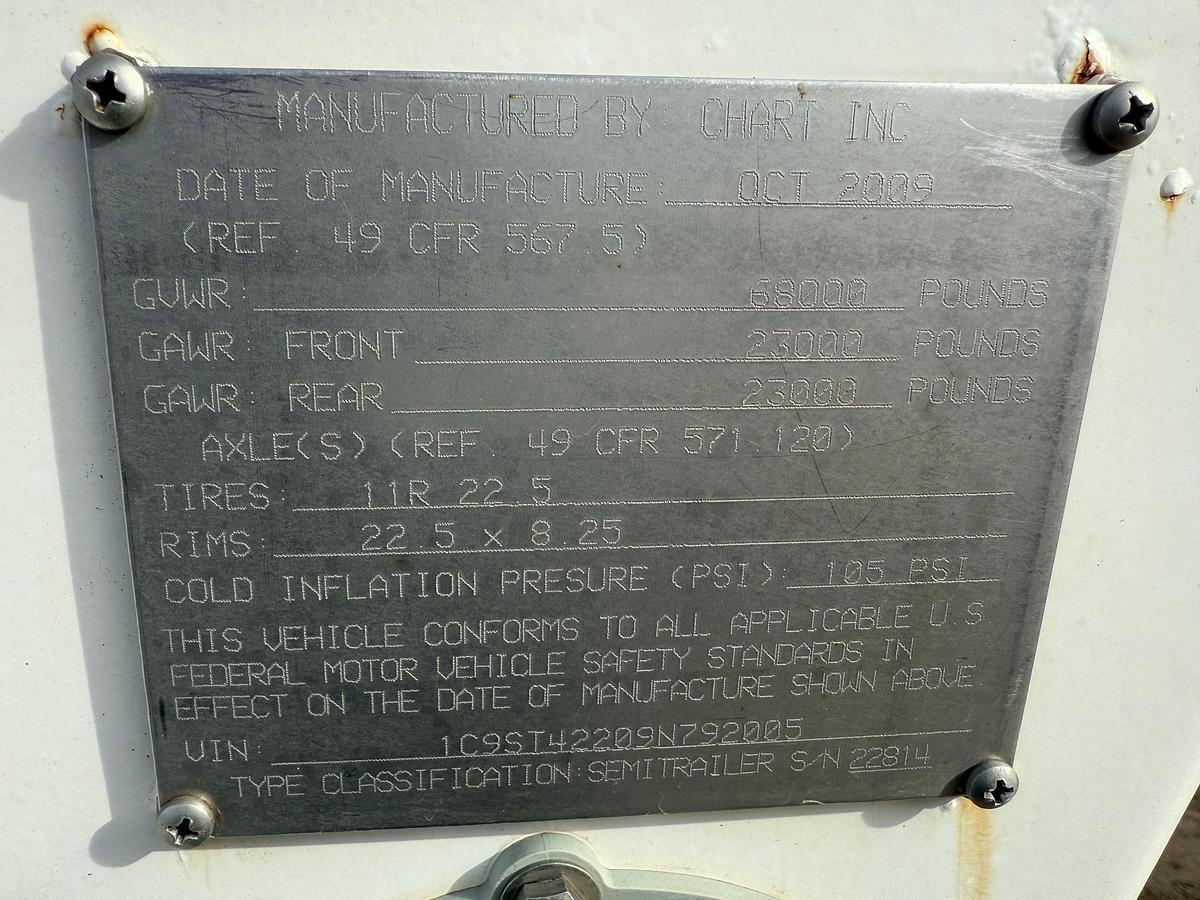 MANUFACTURED BY: CHART INC
DATE OF MANUFACTURE: OCT 2009
(REF. 49 CFR 567.5)
GVWR: 68000 POUNDS
GAWR: FRONT 23000 POUNDS
GAWR: REAR 23000 POUNDS
AXLE(S) (REF. 49 CFR 571.120)
TIRES: 11R 22.5
RIMS: 22.5 x 8.25
COLD INFLATION PRESURE (PSI): 105 PSI
THIS VEHICLE CONFORMS TO ALL APPLICABLE U.S.
FEDERAL MOTOR VEHICLE SAFETY STANDARDS IN
EFFECT ON THE DATE OF MANUFACTURE SHOWN ABOVE.
VIN: 1C9ST42209N792005
TYPE CLASSIFICATION:SEMITRAILER S/N 22814